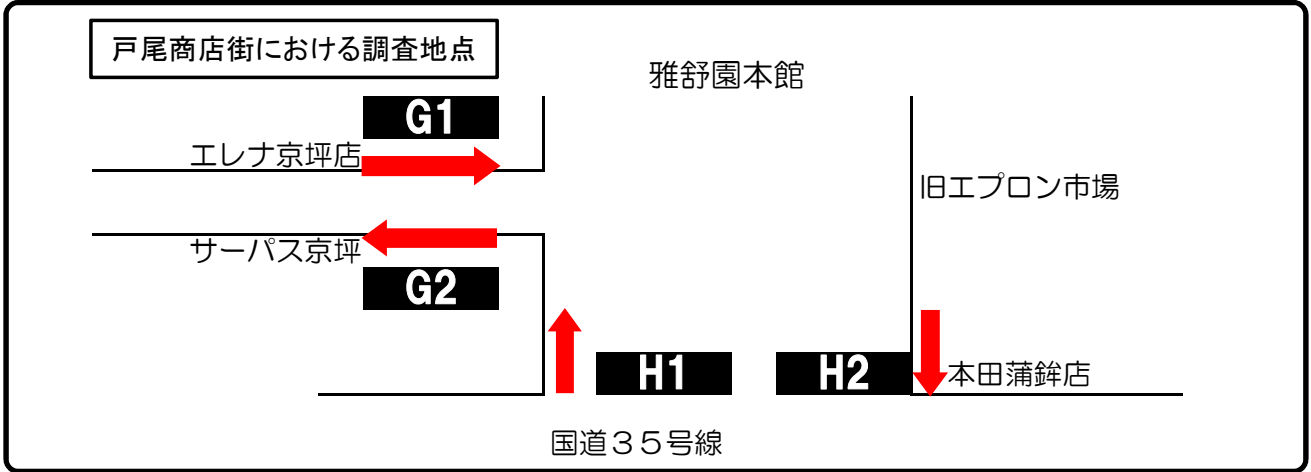 戸尾商店街における調査地点
雅舒園本館
G1
エレナ京坪店
旧エプロン市場
サーパス京坪
G2
H1
H2
本田蒲鉾店
国道３５号線